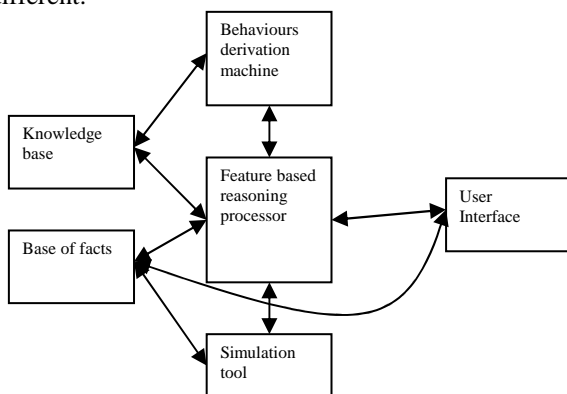 different.
Behaviours
derivation
machine
Knowledge
base
Feature based
reasoning
processor
User
Interface
Base of facts
Simulation
tool